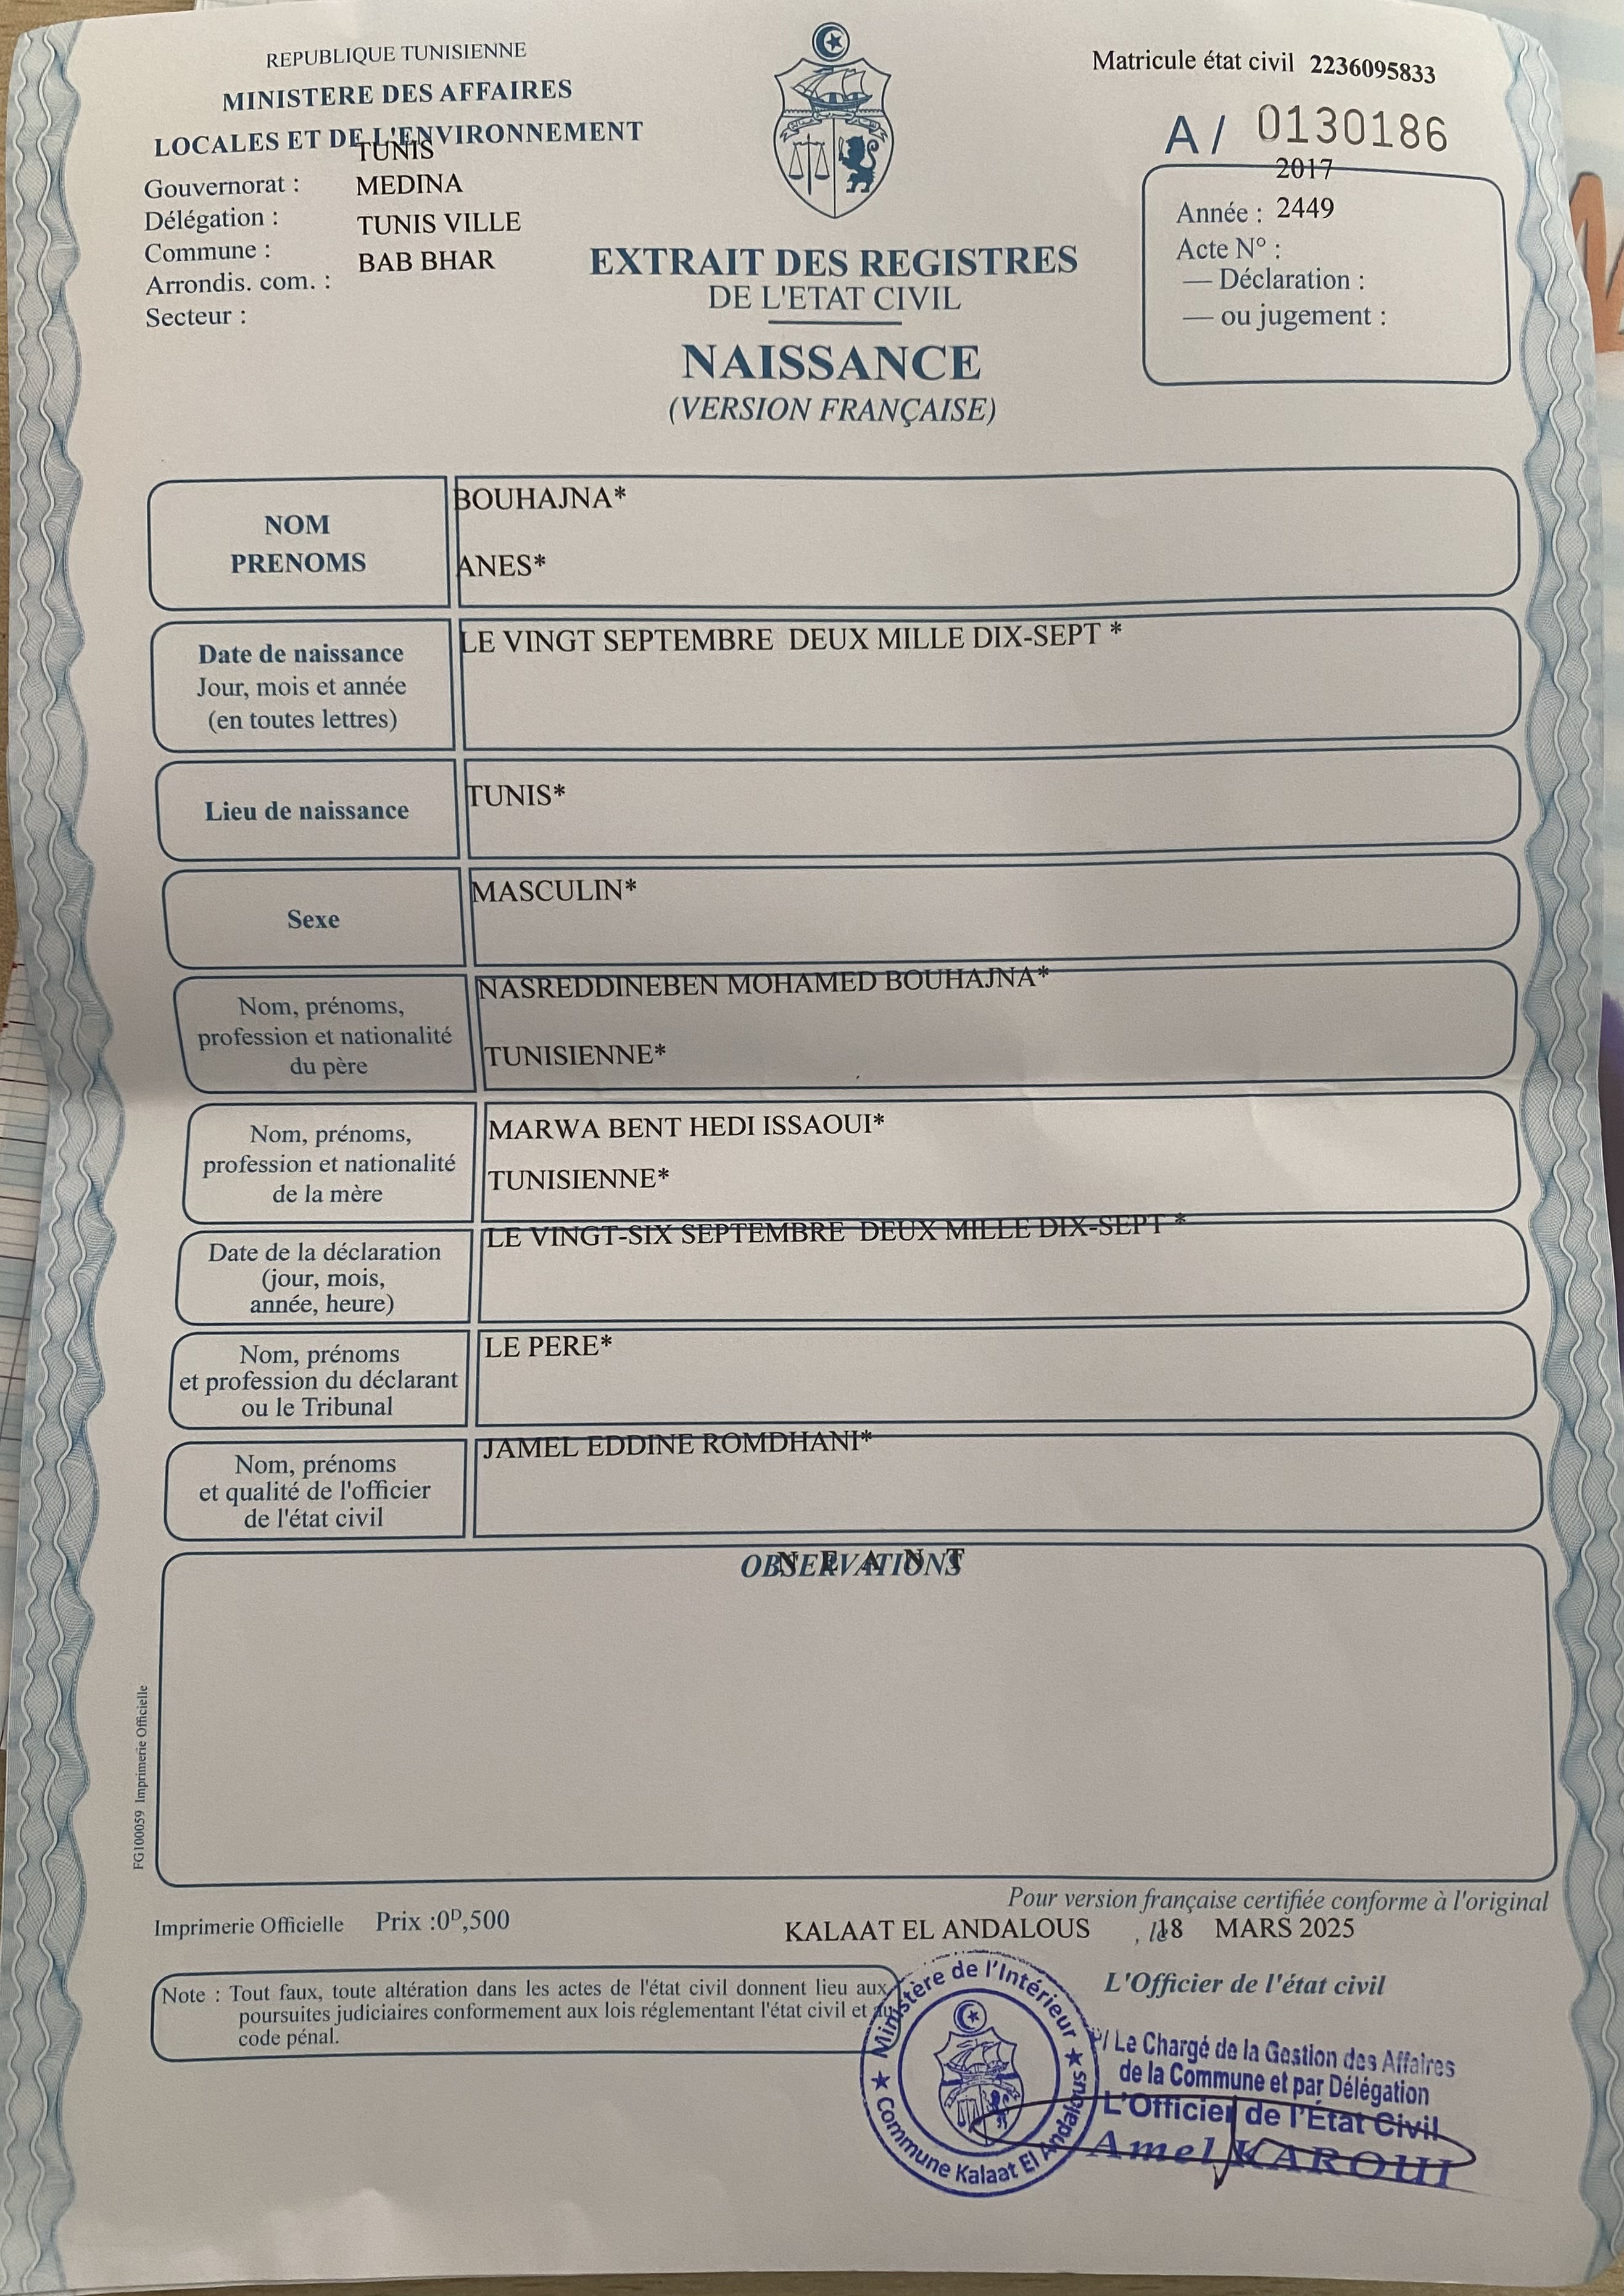 REPUBLIQUE TUNISIENNE
MINISTERE DES AFFAIRES
LOCALES ET DE L'ENVIRONNEMENT
Gouvernorat : TUNIS
Délégation : MEDINA
Commune : TUNIS VILLE
Arrondis. com. : BAB BHAR
Secteur :
Matricule état civil 2236095833
A/ 0130186
2017
Année : 2449
Acte N° :
— Déclaration :
— ou jugement :
EXTRAIT DES REGISTRES
DE L'ETAT CIVIL
NAISSANCE
(VERSION FRANÇAISE)
NOM
PRENOMS
BOUHAJNA*
ANES*
Date de naissance
Jour, mois et année
(en toutes lettres)
LE VINGT SEPTEMBRE DEUX MILLE DIX-SEPT *
Lieu de naissance
TUNIS*
Sexe
MASCULIN*
Nom, prénoms,
profession et nationalité
du père
NASREDDINEBEN MOHAMED BOUHAJNA*
TUNISIENNE*
Nom, prénoms,
profession et nationalité
de la mère
MARWA BENT HEDI ISSAOUI*
TUNISIENNE*
Date de la déclaration
(jour, mois,
année, heure)
LE VINGT-SIX SEPTEMBRE DEUX MILLE DIX-SEPT *
Nom, prénoms
et profession du déclarant
ou le Tribunal
LE PERE*
Nom, prénoms
et qualité de l'officier
de l'état civil
JAMEL EDDINE ROMDHANI*
OBSERVATIONS
N E A N T
FG100059 Imprimerie Officielle
Pour version française certifiée conforme à l'original
Imprimerie Officielle Prix :0ᴰ,500
KALAAT EL ANDALOUS , le 18 MARS 2025
Note : Tout faux, toute altération dans les actes de l'état civil donnent lieu aux
poursuites judiciaires conformement aux lois réglementant l'état civil et au
code pénal.
L'Officier de l'état civil
★ Ministère de l'Intérieur ★
Commune Kalaat El Andalous
P/ Le Chargé de la Gestion des Affaires
de la Commune et par Délégation
L'Officier de l'État Civil
Amel KAROUI